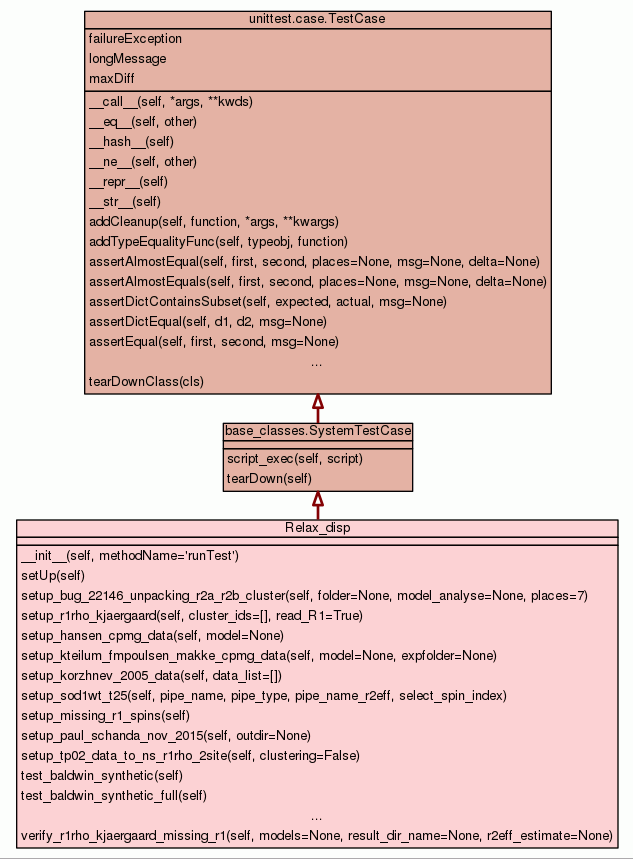 unittest.case.TestCase
failureException
longMessage
maxDiff
__call__(self, *args, **kwds)
__eq__(self, other)
__hash__(self)
__ne__(self, other)
__repr__(self)
__str__(self)
addCleanup(self, function, *args, **kwargs)
addTypeEqualityFunc(self, typeobj, function)
assertAlmostEqual(self, first, second, places=None, msg=None, delta=None)
assertAlmostEquals(self, first, second, places=None, msg=None, delta=None)
assertDictContainsSubset(self, expected, actual, msg=None)
assertDictEqual(self, d1, d2, msg=None)
assertEqual(self, first, second, msg=None)
...
tearDownClass(cls)
base_classes.SystemTestCase
script_exec(self, script)
tearDown(self)
Relax_disp
__init__(self, methodName='runTest')
setUp(self)
setup_bug_22146_unpacking_r2a_r2b_cluster(self, folder=None, model_analyse=None, places=7)
setup_r1rho_kjaergaard(self, cluster_ids=[], read_R1=True)
setup_hansen_cpmg_data(self, model=None)
setup_kteilum_fmpoulsen_makke_cpmg_data(self, model=None, expfolder=None)
setup_korzhnev_2005_data(self, data_list=[])
setup_sod1wt_t25(self, pipe_name, pipe_type, pipe_name_r2eff, select_spin_index)
setup_missing_r1_spins(self)
setup_paul_schanda_nov_2015(self, outdir=None)
setup_tp02_data_to_ns_r1rho_2site(self, clustering=False)
test_baldwin_synthetic(self)
test_baldwin_synthetic_full(self)
...
verify_r1rho_kjaergaard_missing_r1(self, models=None, result_dir_name=None, r2eff_estimate=None)